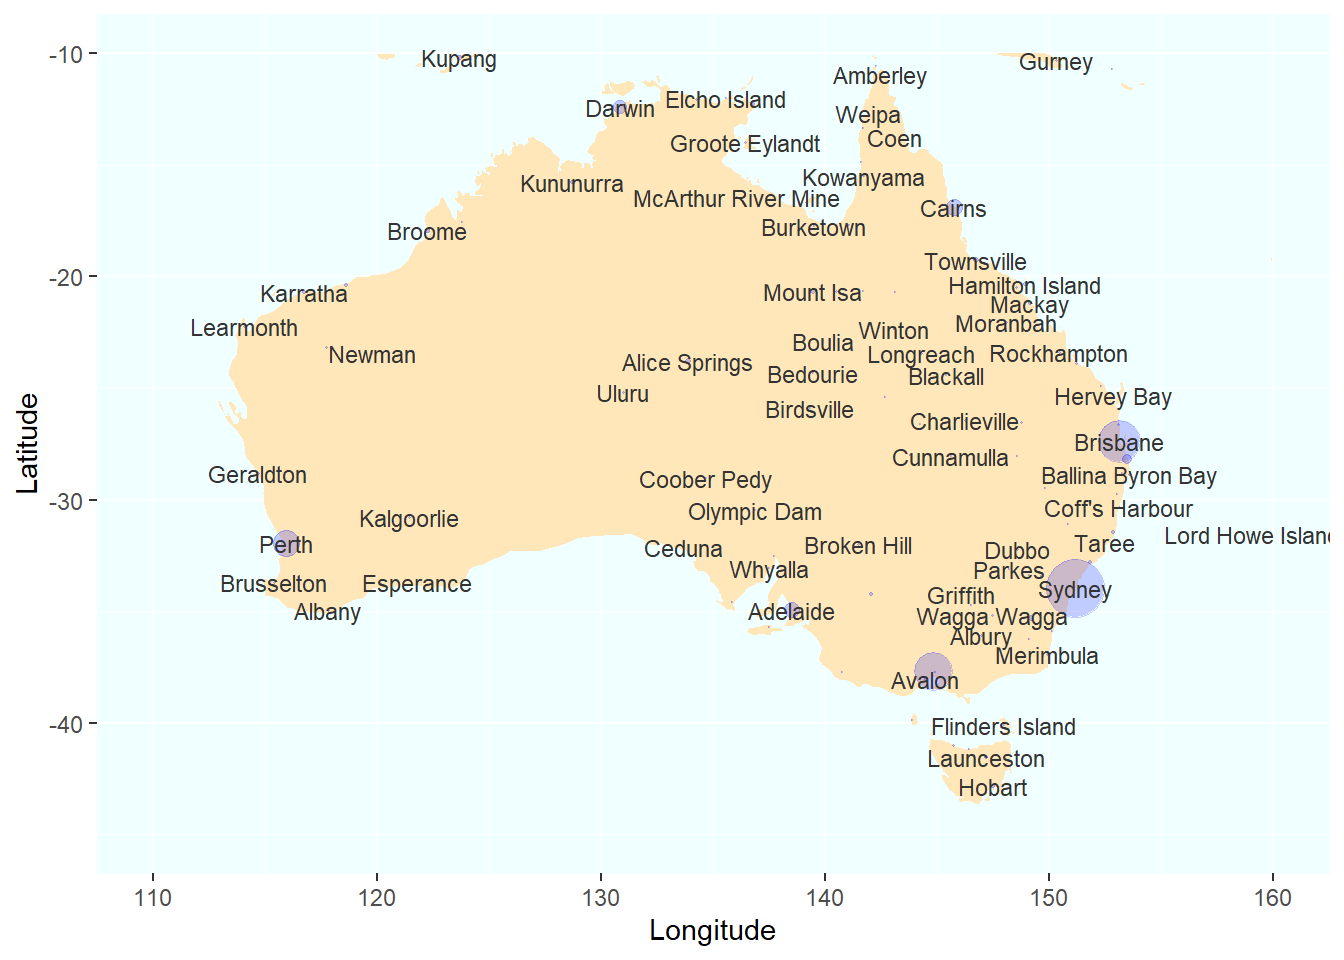 -10
Kupang
Gurney
Amberley
Elcho Island
Darwin
Weipa
Coen
Groote Eylandt
Kowanyama
Kununurra
McArthur River Mine
Cairns
Burketown
Broome
Townsville
-20
Hamilton Island
Karratha
Mount Isa
Mackay
Learmonth
Moranbah
Winton
Boulia
Newman
Longreach
Rockhampton
Alice Springs
Bedourie
Blackall
Uluru
Hervey Bay
Birdsville
Charlieville
Brisbane
Cunnamulla
Geraldton
Ballina Byron Bay
Coober Pedy
-30
Coff's Harbour
Olympic Dam
Kalgoorlie
Lord Howe Island
Perth
Taree
Broken Hill
Ceduna
Dubbo
Whyalla
Parkes
Brusselton
Esperance
Sydney
Griffith
Albany
Adelaide
Wagga Wagga
Albury
Merimbula
Avalon
-40
Flinders Island
Launceston
Hobart
110
120
130
140
150
160
Longitude
Latitude